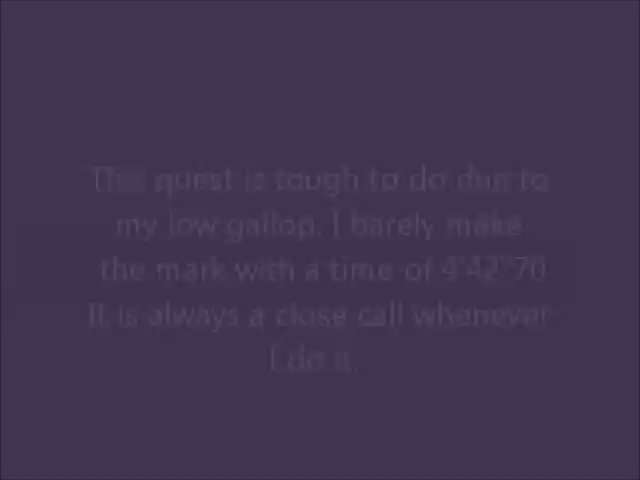 This quest is tough to do due to
my low gallop. I barely make
the mark with a time of 4'42"70
It is always a close call whenever
I do it.